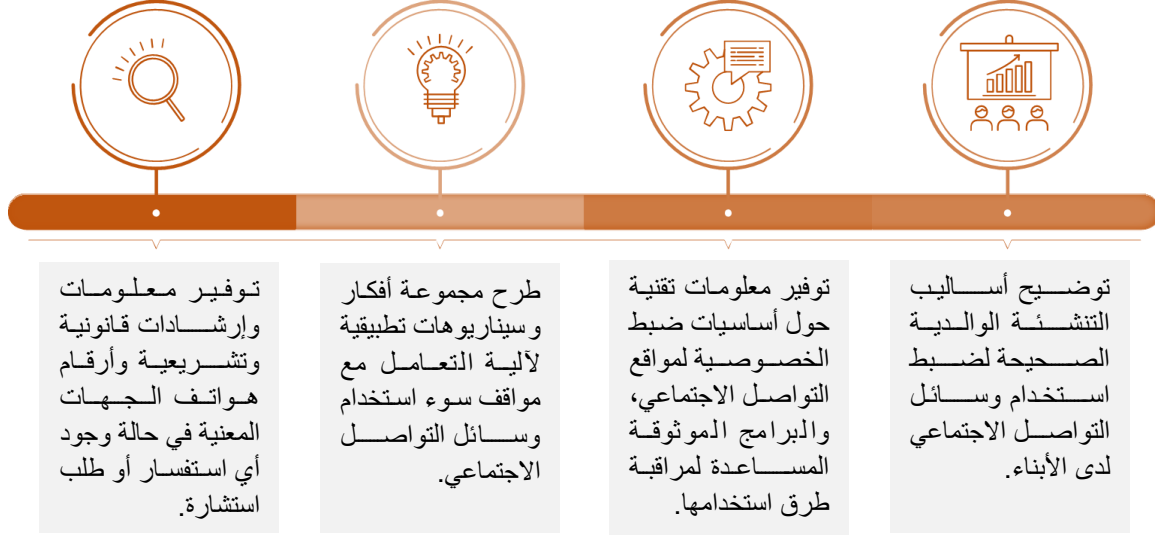 توضيح أساليب
التنشئة الوالدية
الصحيحة لضبط
استخدام وسائل
التواصل الاجتماعي
لدى الأبناء.
توفير معلومات تقنية
حول أساسيات ضبط
الخصوصية لمواقع
التواصل الاجتماعي،
والبرامج الموثوقة
المساعدة لمراقبة
طرق استخدامها.
طرح مجموعة أفكار
وسيناريوهات تطبيقية
لآلية التعامل مع
مواقف سوء استخدام
وسائل التواصل
الاجتماعي.
توفير معلومات
وإرشادات قانونية
وتشريعية وأرقام
هواتف الجهات
المعنية في حالة وجود
أي استفسار أو طلب
استشارة.